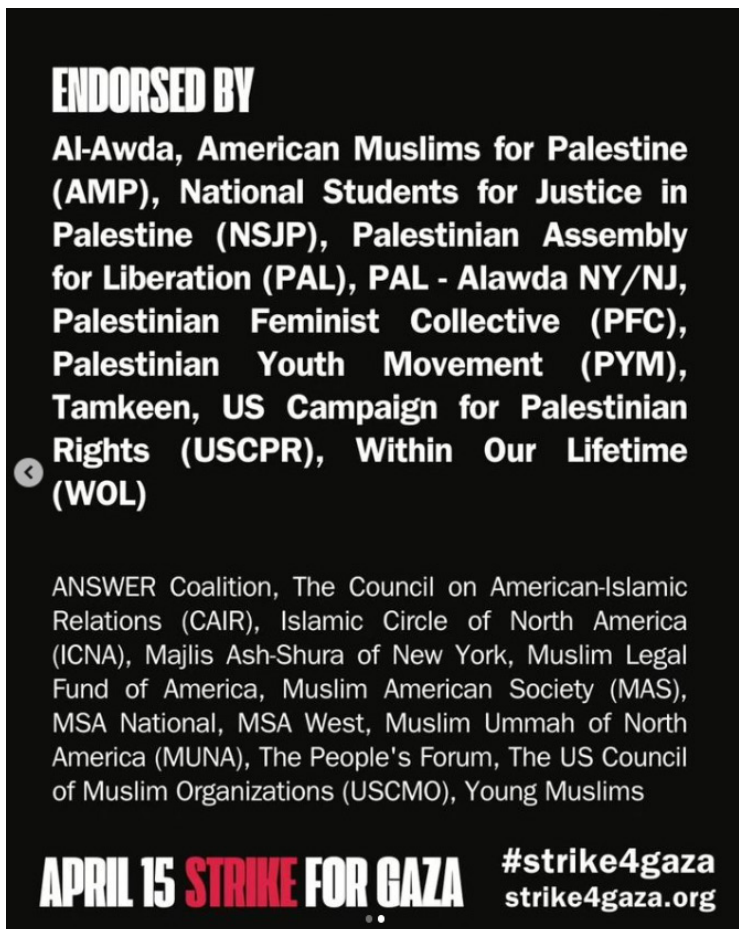 ENDORSED BY
Al-Awda, American Muslims for Palestine
(AMP), National Students for Justice in
Palestine (NSJP), Palestinian Assembly
for Liberation (PAL), PAL - Alawda NY/NJ,
Palestinian Feminist Collective (PFC),
Palestinian Youth Movement (PYM),
Tamkeen, US Campaign for Palestinian
Rights (USCPR), Within Our Lifetime
(WOL)
ANSWER Coalition, The Council on American-Islamic
Relations (CAIR), Islamic Circle of North America
(ICNA), Majlis Ash-Shura of New York, Muslim Legal
Fund of America, Muslim American Society (MAS),
MSA National, MSA West, Muslim Ummah of North
America (MUNA), The People's Forum, The US Council
of Muslim Organizations (USCMO), Young Muslims
APRIL 15 STRIKE FOR GAZA
#strike4gaza
strike4gaza.org